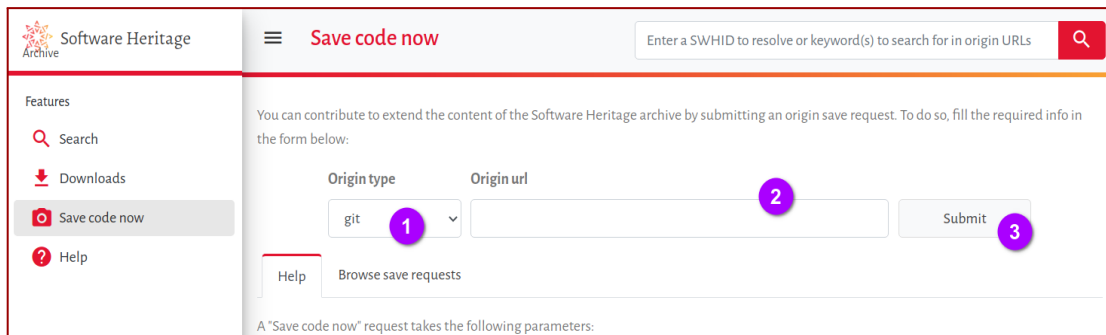 Software Heritage
Archive
Save code now
Enter a SWHID to resolve or keyword(s) to search for in origin URLs
Features
Search
Downloads
Save code now
Help
You can contribute to extend the content of the Software Heritage archive by submitting an origin save request. To do so, fill the required info in
the form below:
Origin type
Origin url
git
1
2
Submit
3
Help
Browse save requests
A "Save code now" request takes the following parameters: